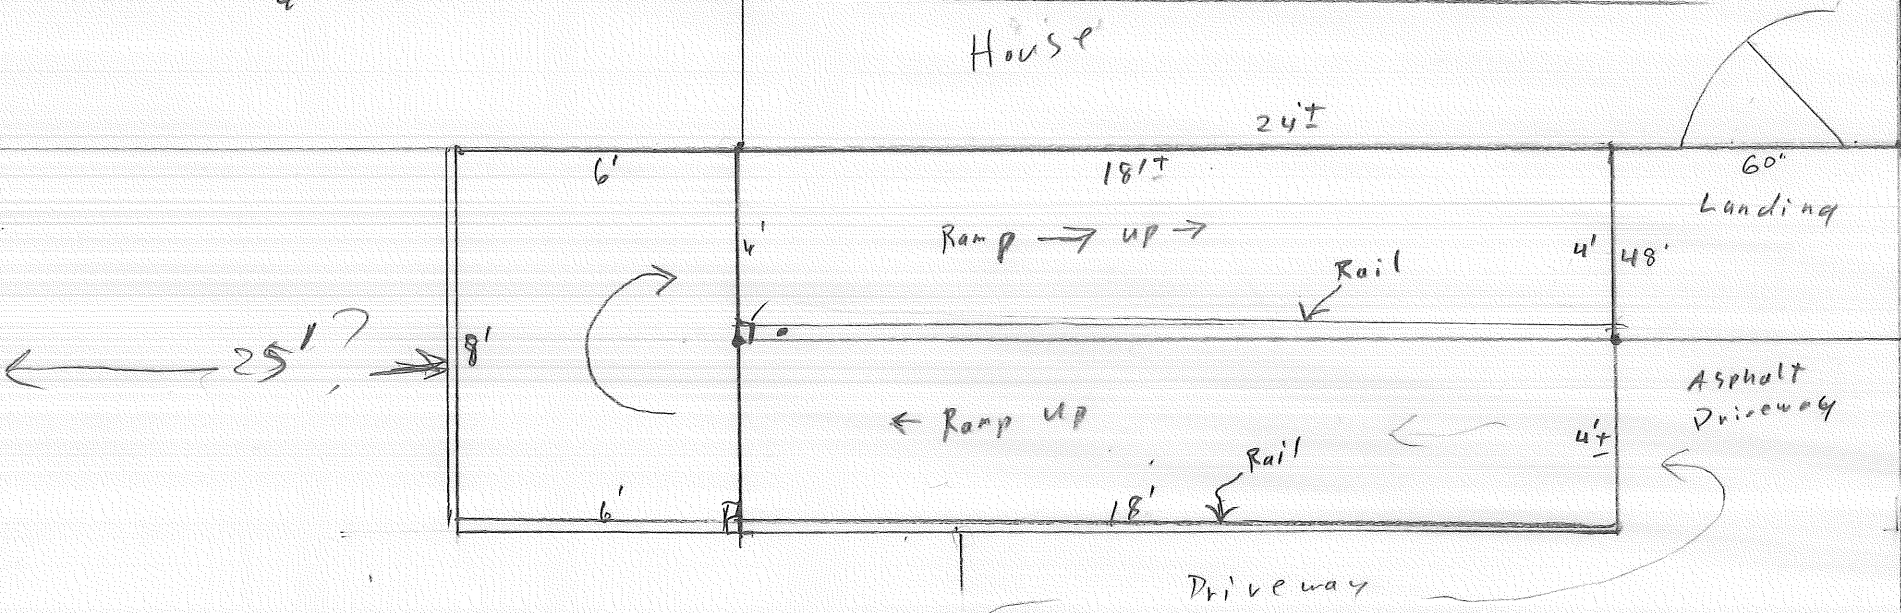 House
24'±
6'
18'±
60"
Landing
4'
Ramp → up →
4'
48'
Rail
25'?
8'
Asphalt
Driveway
← Ramp up
4'±
Rail
6'
18'
Driveway